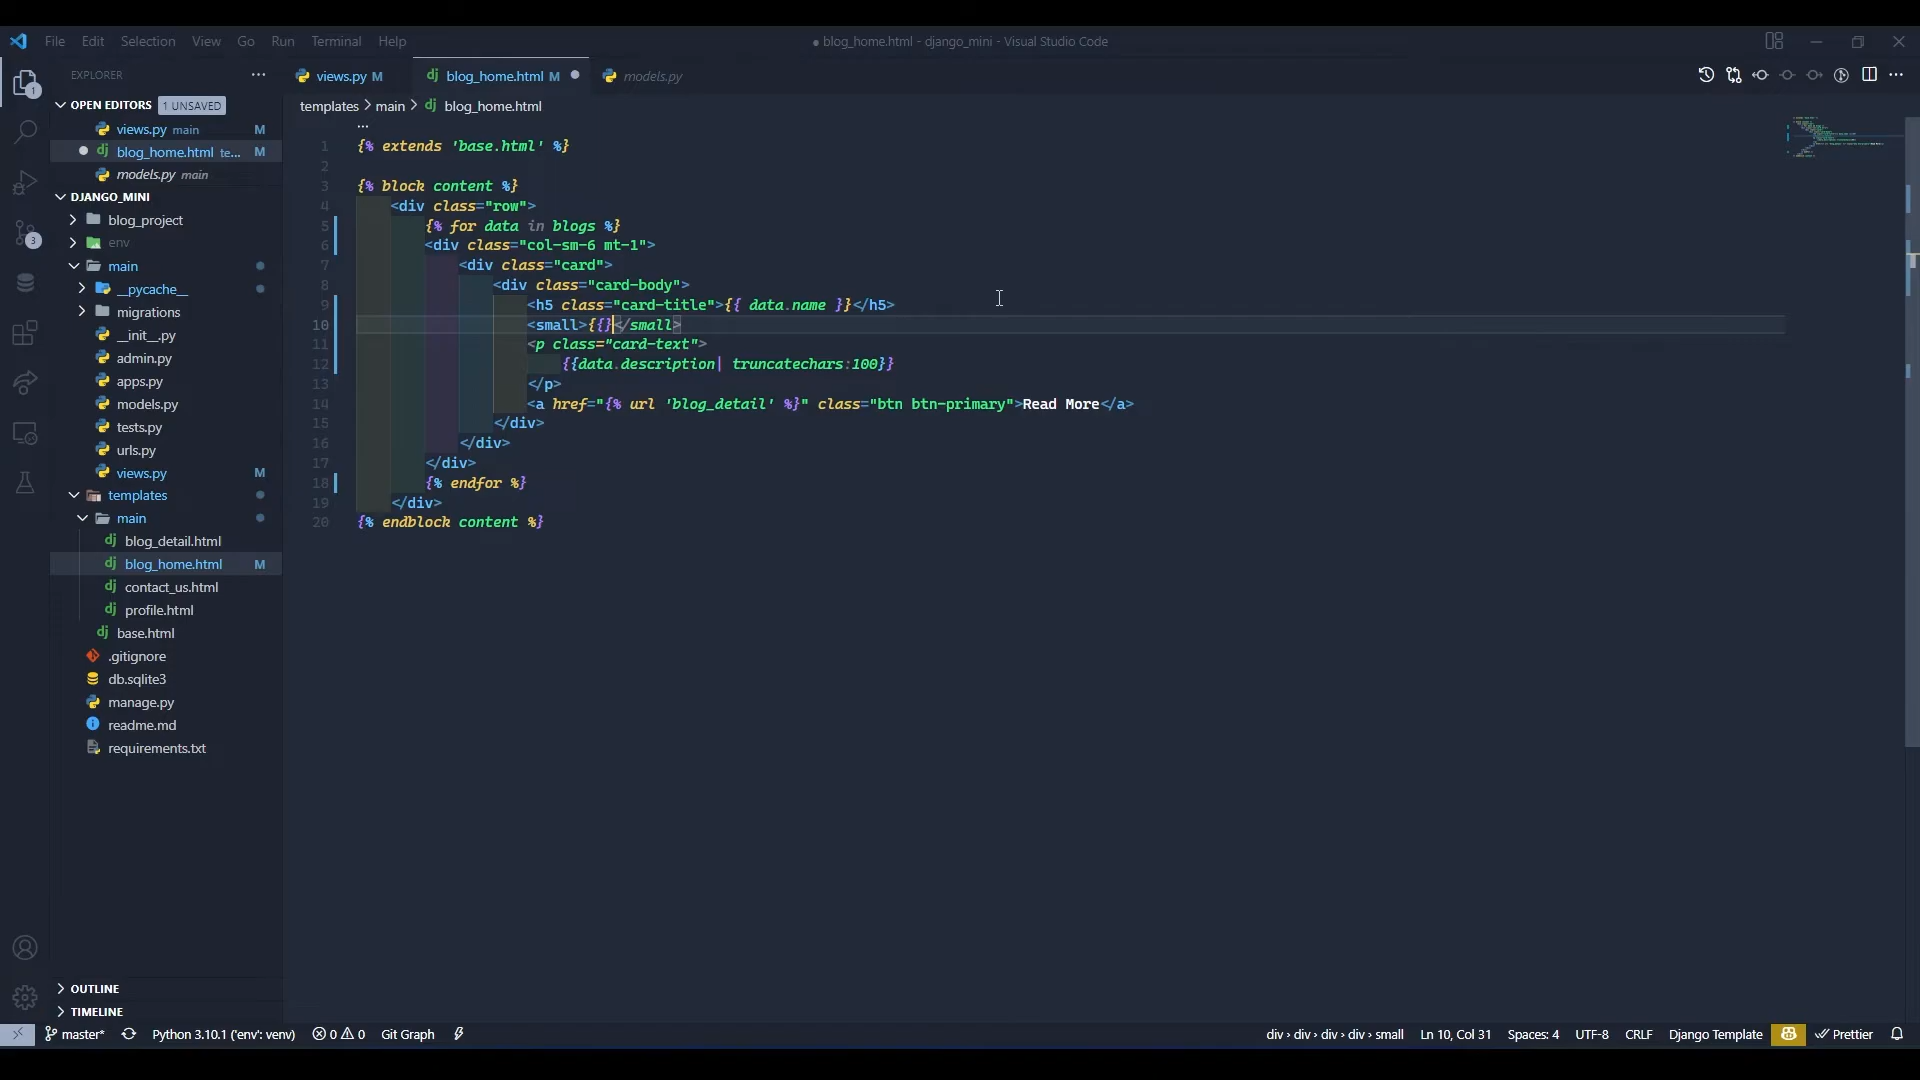 File Edit Selection View Go Run Terminal Help
● blog_home.html - django_mini - Visual Studio Code
EXPLORER
views.py M
blog_home.html M
models.py
OPEN EDITORS 1 UNSAVED
templates > main > blog_home.html
views.py main M
blog_home.html te... M
models.py main
DJANGO_MINI
blog_project
env
main
__pycache__
migrations
__init__.py
admin.py
apps.py
models.py
tests.py
urls.py
views.py M
templates
main
blog_detail.html
blog_home.html M
contact_us.html
profile.html
base.html
.gitignore
db.sqlite3
manage.py
readme.md
requirements.txt
OUTLINE
TIMELINE
1
3
1 {% extends 'base.html' %}
2
3 {% block content %}
4 <div class="row">
5 {% for data in blogs %}
6 <div class="col-sm-6 mt-1">
7 <div class="card">
8 <div class="card-body">
9 <h5 class="card-title">{{ data.name }}</h5>
10 <small>{{}</small>
11 <p class="card-text">
12 {{data.description| truncatechars:100}}
13 </p>
14 <a href="{% url 'blog_detail' %}" class="btn btn-primary">Read More</a>
15 </div>
16 </div>
17 </div>
18 {% endfor %}
19 </div>
20 {% endblock content %}
master* Python 3.10.1 ('env': venv) 0 0 Git Graph
div › div › div › div › small Ln 10, Col 31 Spaces: 4 UTF-8 CRLF Django Template Prettier